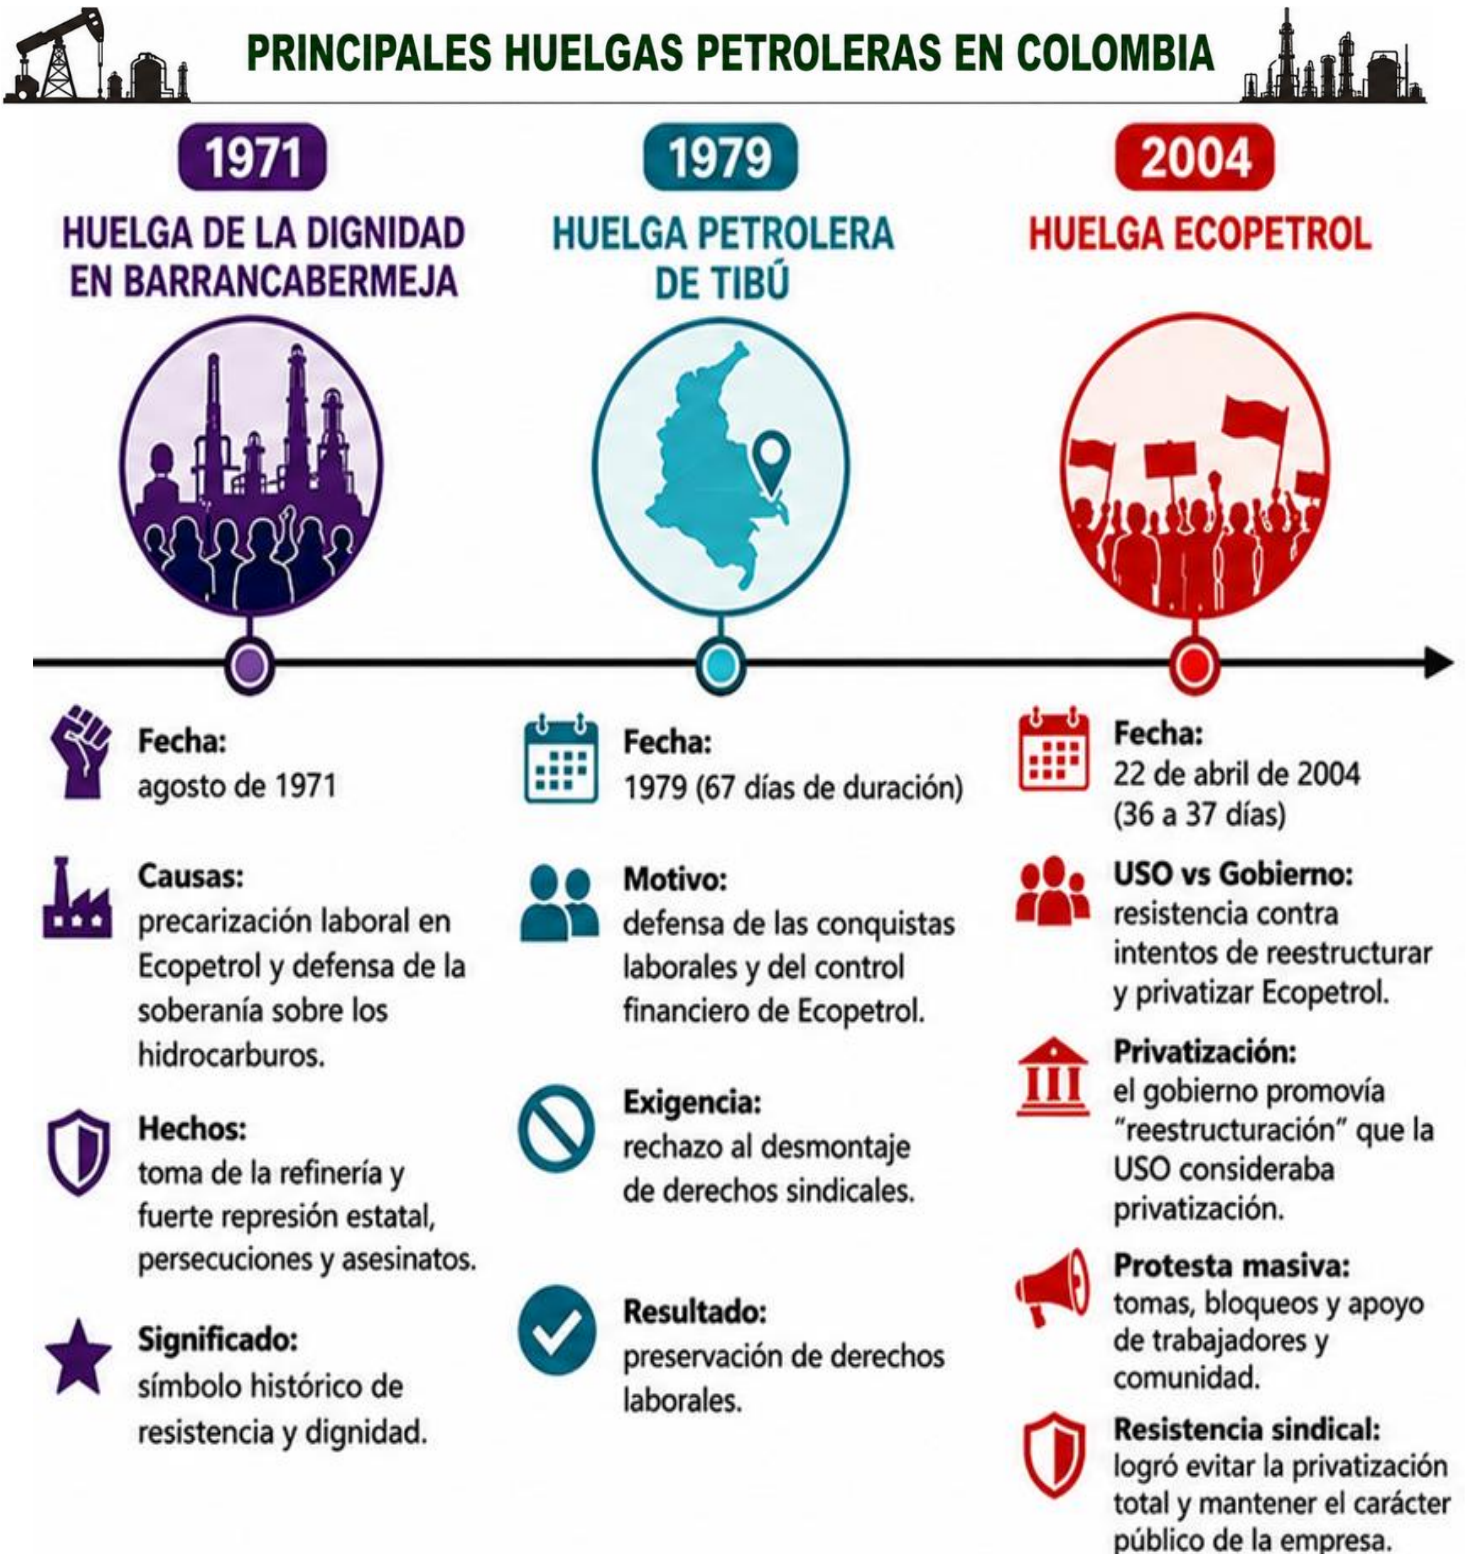 PRINCIPALES HUELGAS PETROLERAS EN COLOMBIA
1971
HUELGA DE LA DIGNIDAD
EN BARRANCABERMEJA
Fecha:
agosto de 1971
Causas:
precarización laboral en
Ecopetrol y defensa de la
soberanía sobre los
hidrocarburos.
Hechos:
toma de la refinería y
fuerte represión estatal,
persecuciones y asesinatos.
Significado:
símbolo histórico de
resistencia y dignidad.
1979
HUELGA PETROLERA
DE TIBÚ
Fecha:
1979 (67 días de duración)
Motivo:
defensa de las conquistas
laborales y del control
financiero de Ecopetrol.
Exigencia:
rechazo al desmontaje
de derechos sindicales.
Resultado:
preservación de derechos
laborales.
2004
HUELGA ECOPETROL
Fecha:
22 de abril de 2004
(36 a 37 días)
USO vs Gobierno:
resistencia contra
intentos de reestructurar
y privatizar Ecopetrol.
Privatización:
el gobierno promovía
“reestructuración” que la
USO consideraba
privatización.
Protesta masiva:
tomas, bloqueos y apoyo
de trabajadores y
comunidad.
Resistencia sindical:
logró evitar la privatización
total y mantener el carácter
público de la empresa.